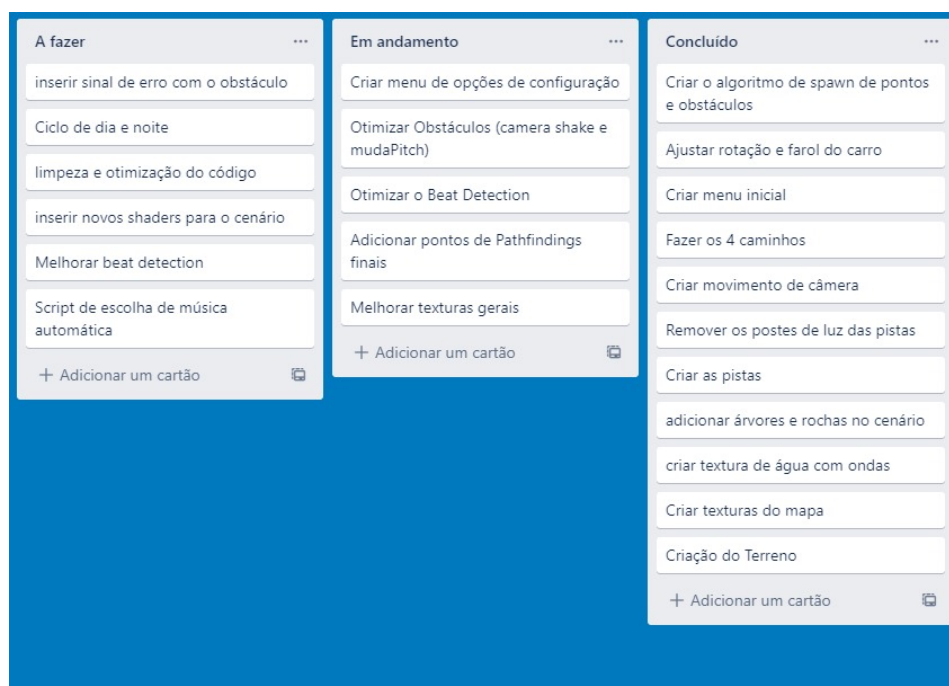 A fazer
inserir sinal de erro com o obstáculo
Ciclo de dia e noite
limpeza e otimização do código
inserir novos shaders para o cenário
Melhorar beat detection
Script de escolha de música
automática
+ Adicionar um cartão
Em andamento
Criar menu de opções de configuração
Otimizar Obstáculos (camera shake e
mudaPitch)
Otimizar o Beat Detection
Adicionar pontos de Pathfindings
finais
Melhorar texturas gerais
+ Adicionar um cartão
Concluído
Criar o algoritmo de spawn de pontos
e obstáculos
Ajustar rotação e farol do carro
Criar menu inicial
Fazer os 4 caminhos
Criar movimento de câmera
Remover os postes de luz das pistas
Criar as pistas
adicionar árvores e rochas no cenário
criar textura de água com ondas
Criar texturas do mapa
Criação do Terreno
+ Adicionar um cartão